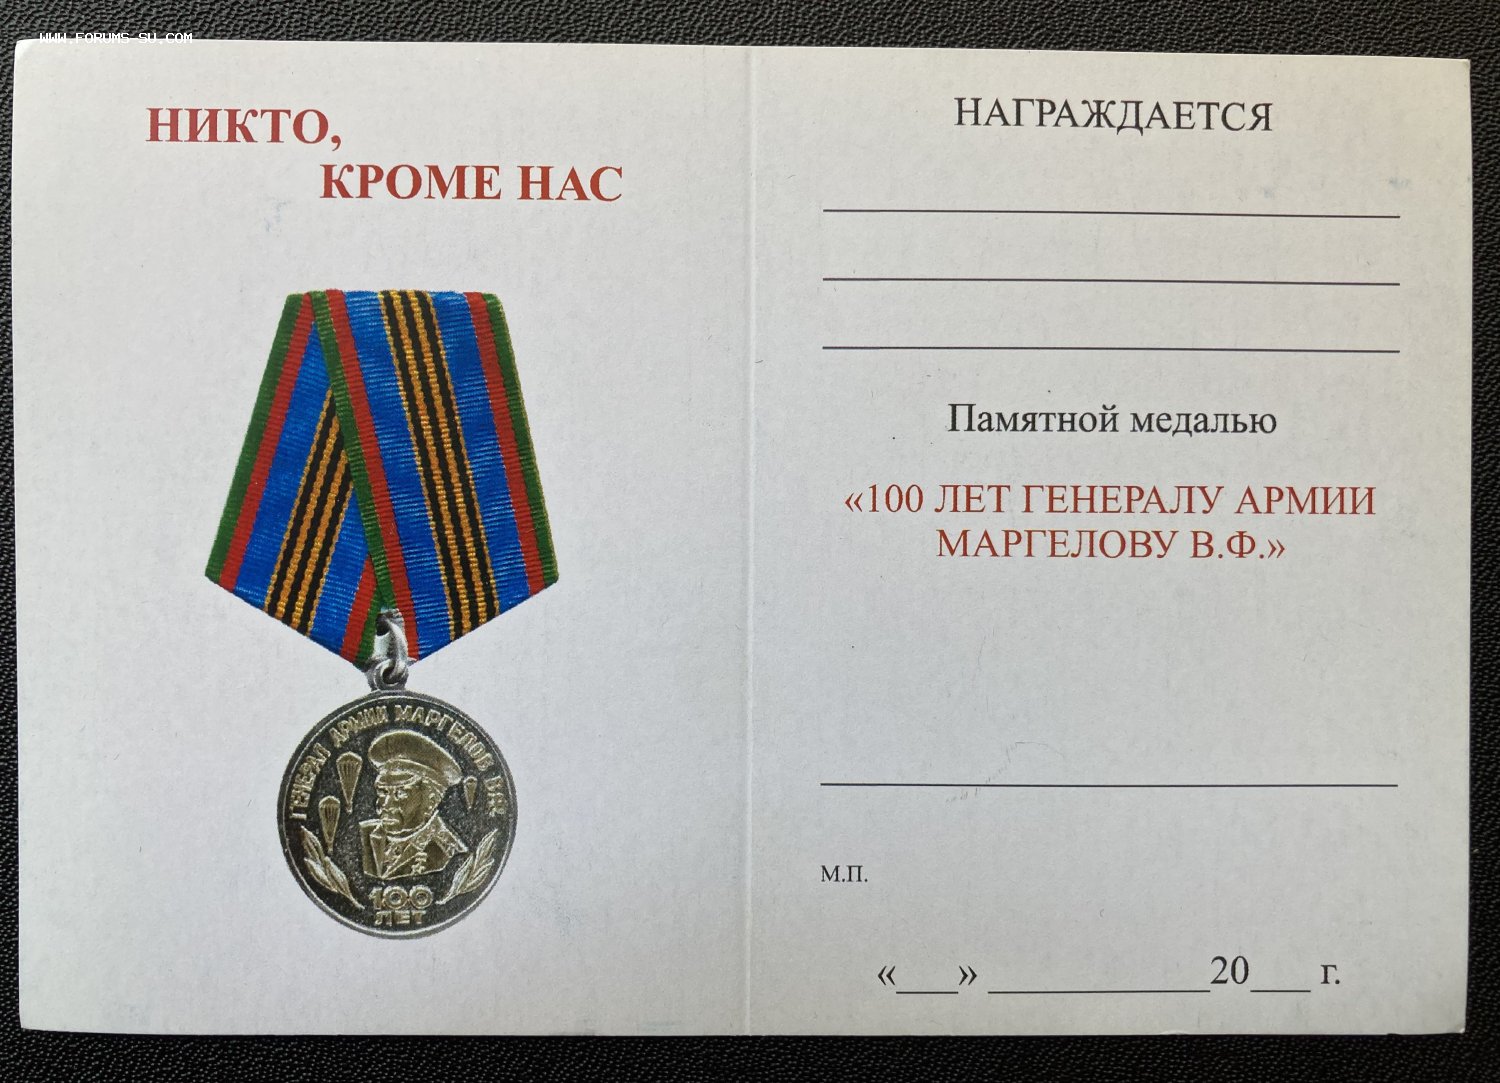 WWW.FORUMS-SU.COM
НИКТО,
КРОМЕ НАС
ГЕНЕРАЛ АРМИИ МАРГЕЛОВ В.Ф.
100
ЛЕТ
НАГРАЖДАЕТСЯ
Памятной медалью
«100 ЛЕТ ГЕНЕРАЛУ АРМИИ
МАРГЕЛОВУ В.Ф.»
М.П.
«___» ___________20___ г.